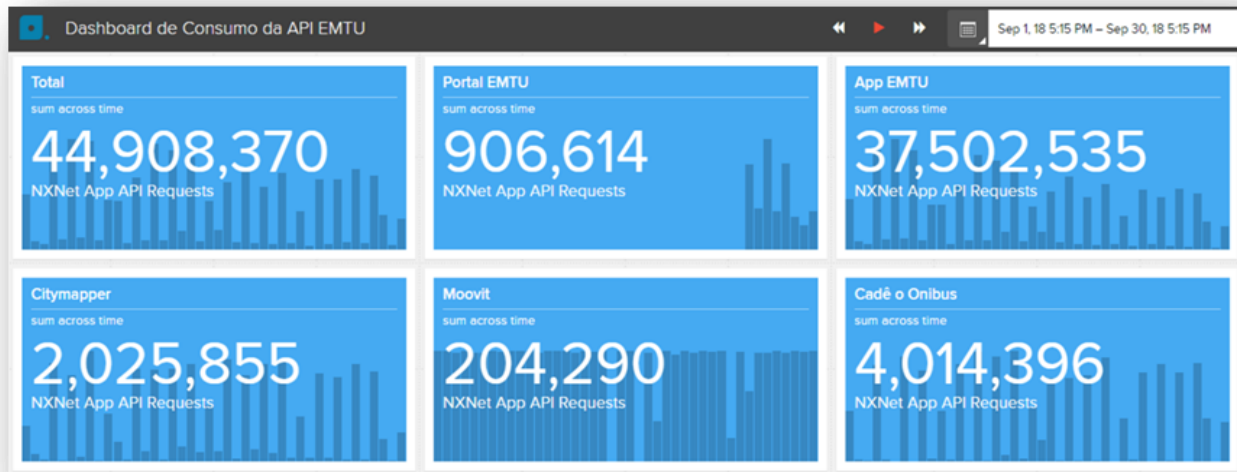 Dashboard de Consumo da API EMTU
Sep 1, 18 5:15 PM – Sep 30, 18 5:15 PM
Total
sum across time
44,908,370
NXNet App API Requests
Portal EMTU
sum across time
906,614
NXNet App API Requests
App EMTU
sum across time
37,502,535
NXNet App API Requests
Citymapper
sum across time
2,025,855
NXNet App API Requests
Moovit
sum across time
204,290
NXNet App API Requests
Cadê o Onibus
sum across time
4,014,396
NXNet App API Requests